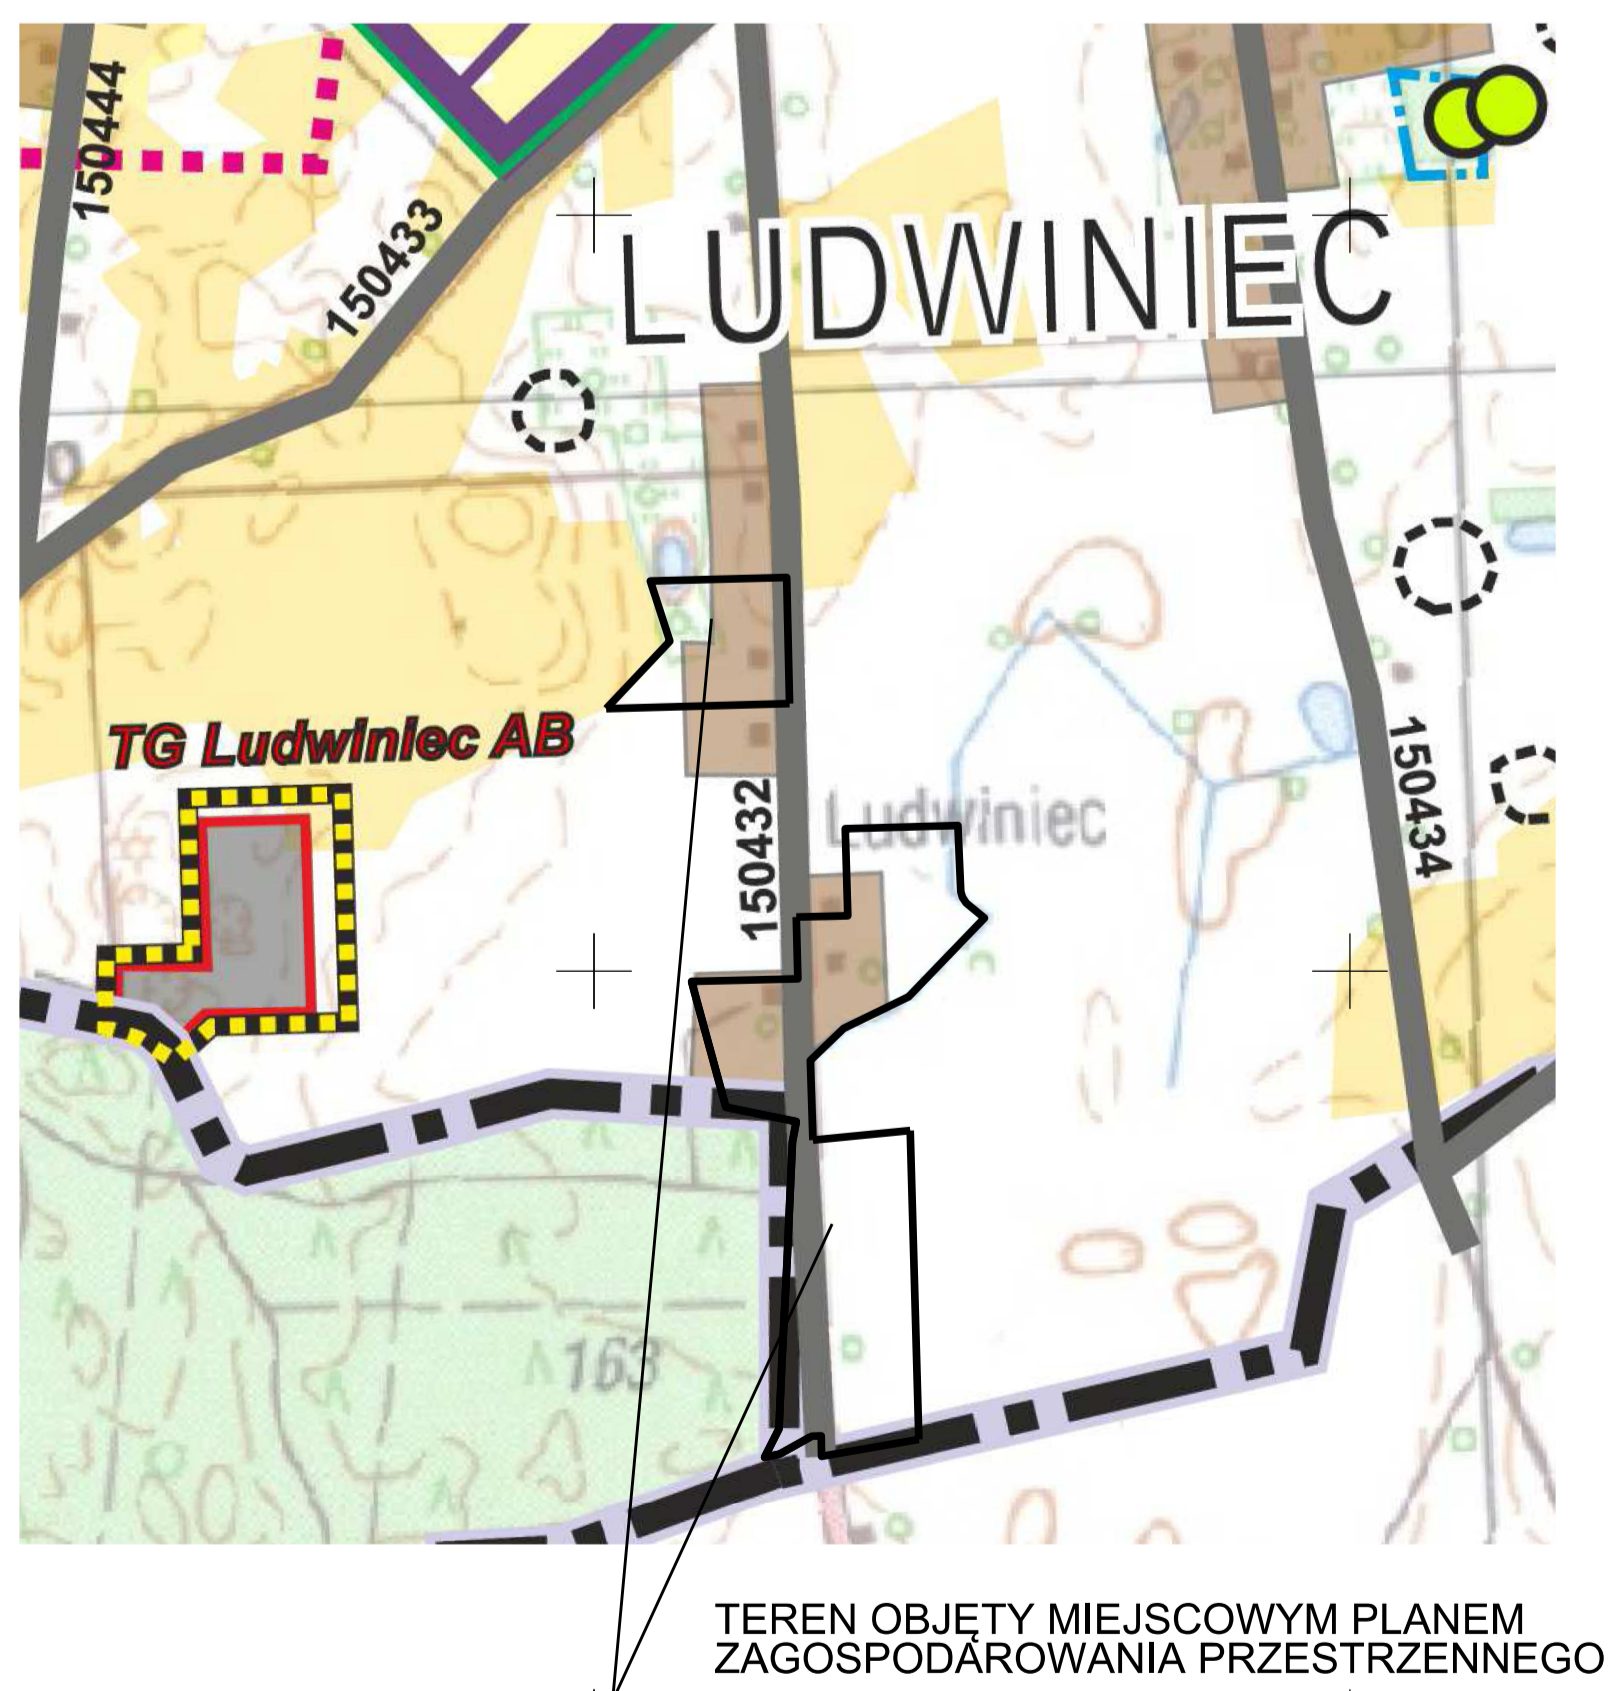 150444
150433
LUDWINIEC
TG Ludwiniec AB
150432
Ludwiniec
150434
163
TEREN OBJĘTY MIEJSCOWYM PLANEM
ZAGOSPODAROWANIA PRZESTRZENNEGO